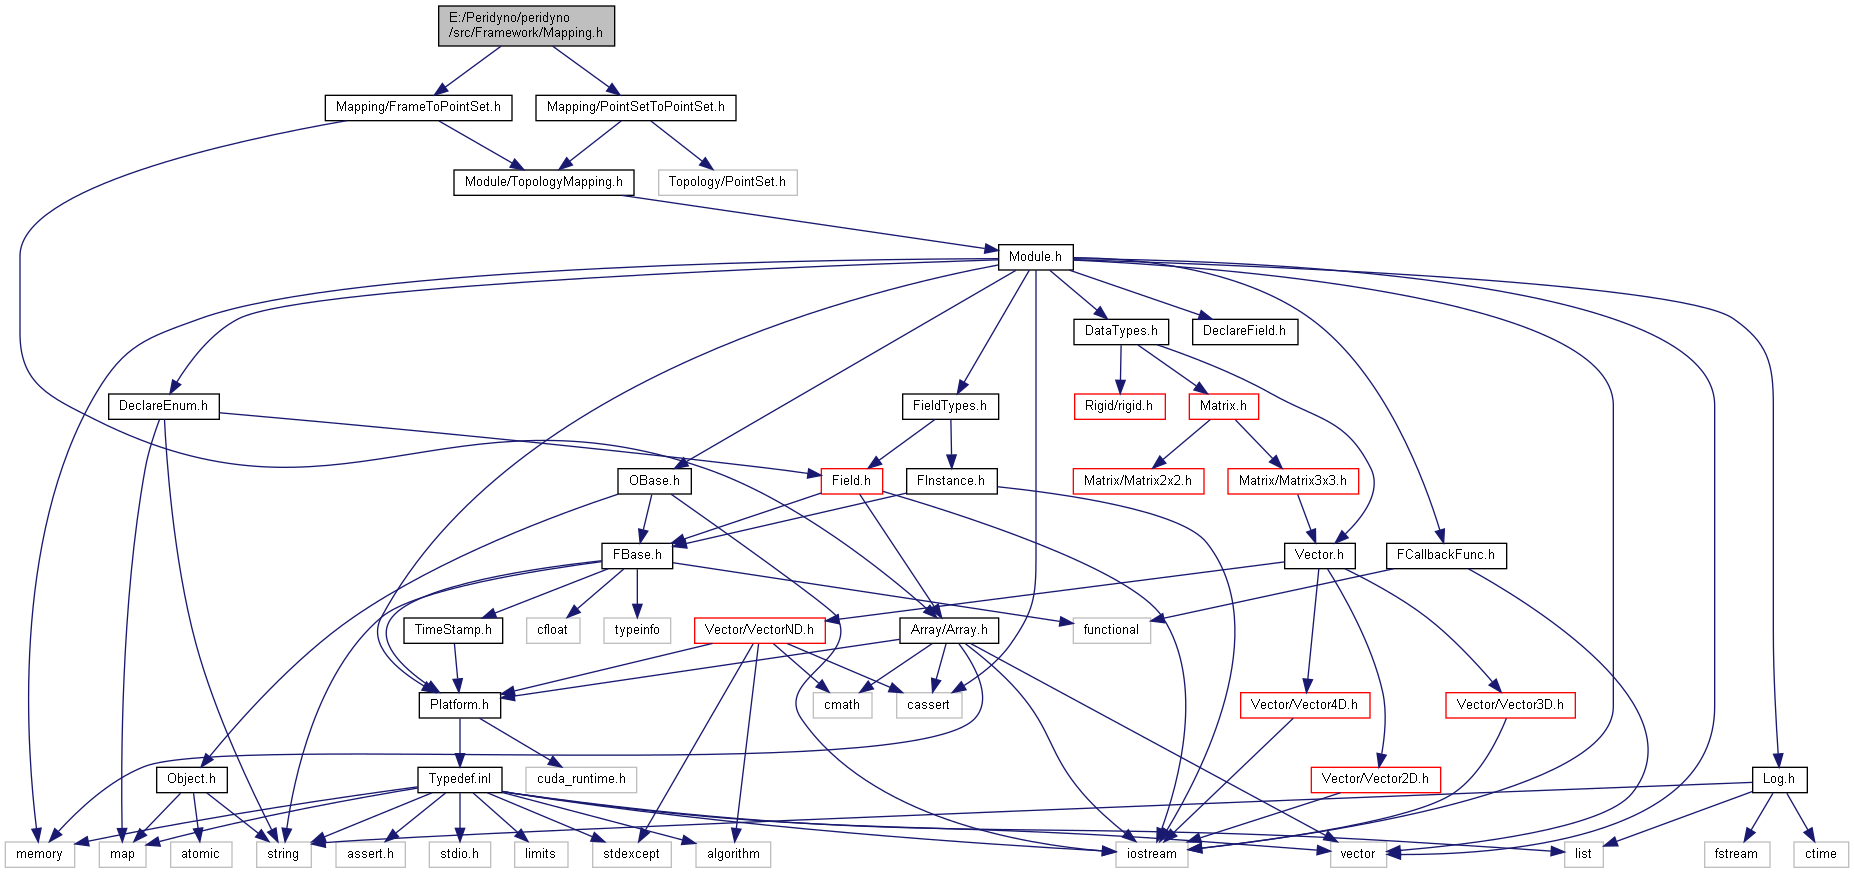 E:/Peridyno/peridyno
/src/Framework/Mapping.h
Mapping/FrameToPointSet.h
Mapping/PointSetToPointSet.h
Module/TopologyMapping.h
Topology/PointSet.h
Module.h
DataTypes.h
DeclareField.h
DeclareEnum.h
FieldTypes.h
Rigid/rigid.h
Matrix.h
OBase.h
Field.h
FInstance.h
Matrix/Matrix2x2.h
Matrix/Matrix3x3.h
FBase.h
Vector.h
FCallbackFunc.h
TimeStamp.h
cfloat
typeinfo
Vector/VectorND.h
Array/Array.h
functional
Platform.h
cmath
cassert
Vector/Vector4D.h
Vector/Vector3D.h
Object.h
Typedef.inl
cuda_runtime.h
Vector/Vector2D.h
Log.h
memory
map
atomic
string
assert.h
stdio.h
limits
stdexcept
algorithm
iostream
vector
list
fstream
ctime